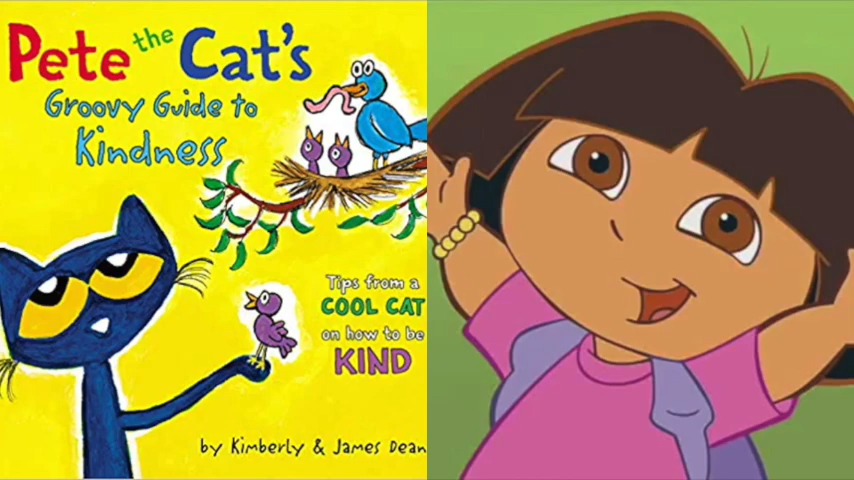 Pete the Cat's
Groovy Guide to
Kindness
Tips from a
COOL CAT
on how to be
KIND
by Kimberly & James Dean